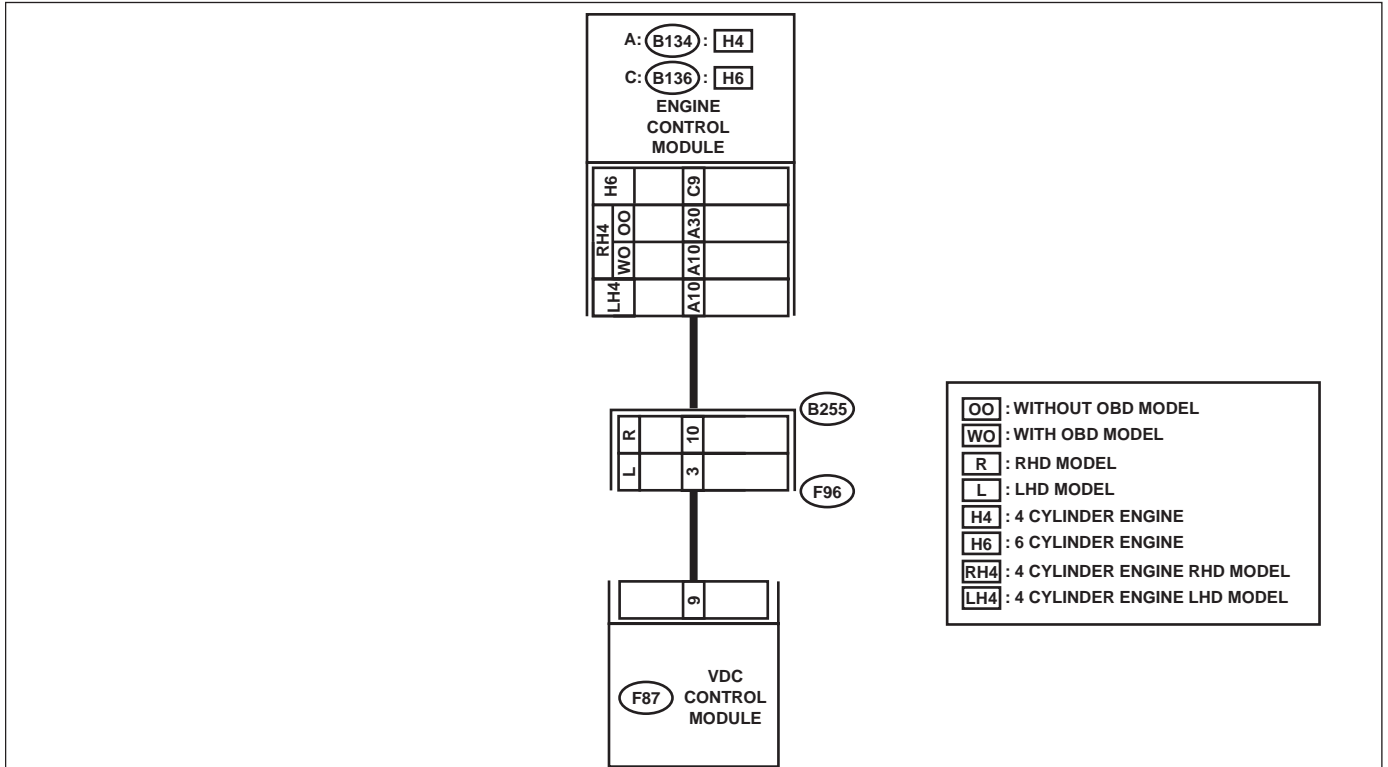 A: B134 : H4
C: B136 : H6
ENGINE
CONTROL
MODULE
H6 C9
RH4 OO A30
WO A10
LH4 A10
B255
R 10
L 3
F96
9
F87
VDC
CONTROL
MODULE
OO : WITHOUT OBD MODEL
WO : WITH OBD MODEL
R : RHD MODEL
L : LHD MODEL
H4 : 4 CYLINDER ENGINE
H6 : 6 CYLINDER ENGINE
RH4 : 4 CYLINDER ENGINE RHD MODEL
LH4 : 4 CYLINDER ENGINE LHD MODEL